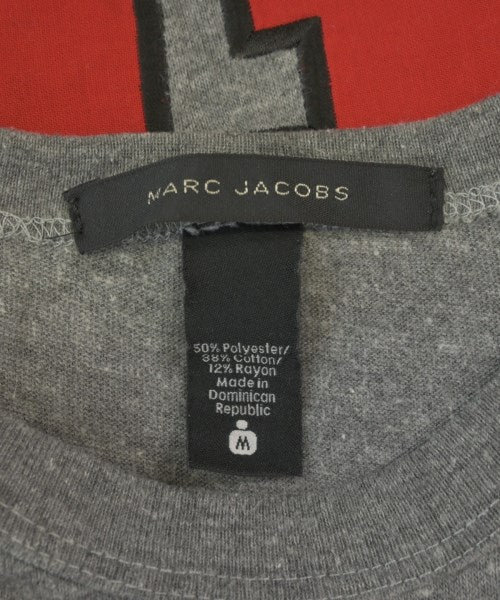 MARC JACOBS
50% Polyester/
38% Cotton/
12% Rayon
Made in
Dominican
Republic
M